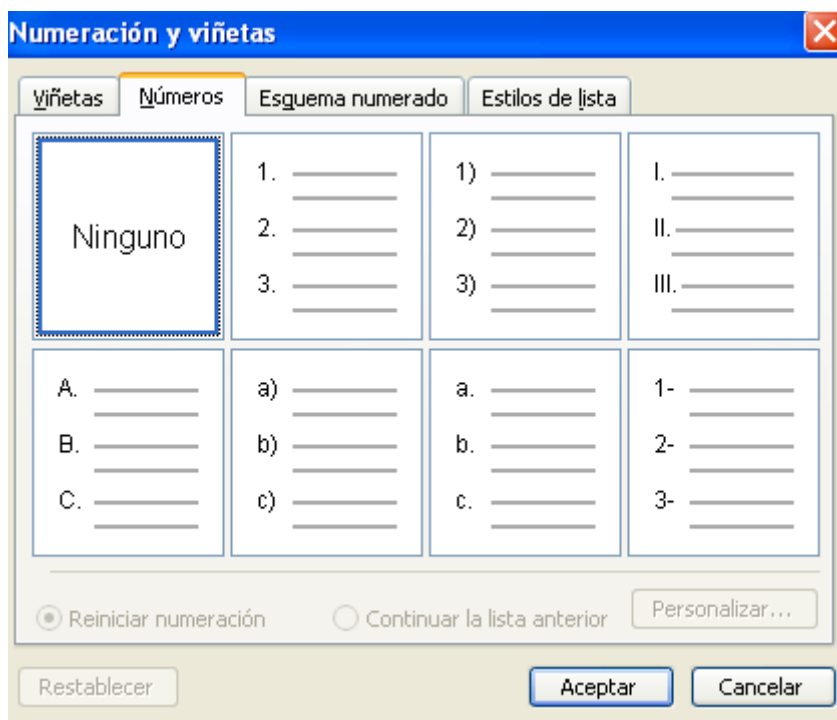 Numeración y viñetas
Viñetas Números Esquema numerado Estilos de lista
Ninguno
1.
2.
3.
1)
2)
3)
I.
II.
III.
A.
B.
C.
a)
b)
c)
a.
b.
c.
1-
2-
3-
Reiniciar numeración Continuar la lista anterior Personalizar...
Restablecer Aceptar Cancelar